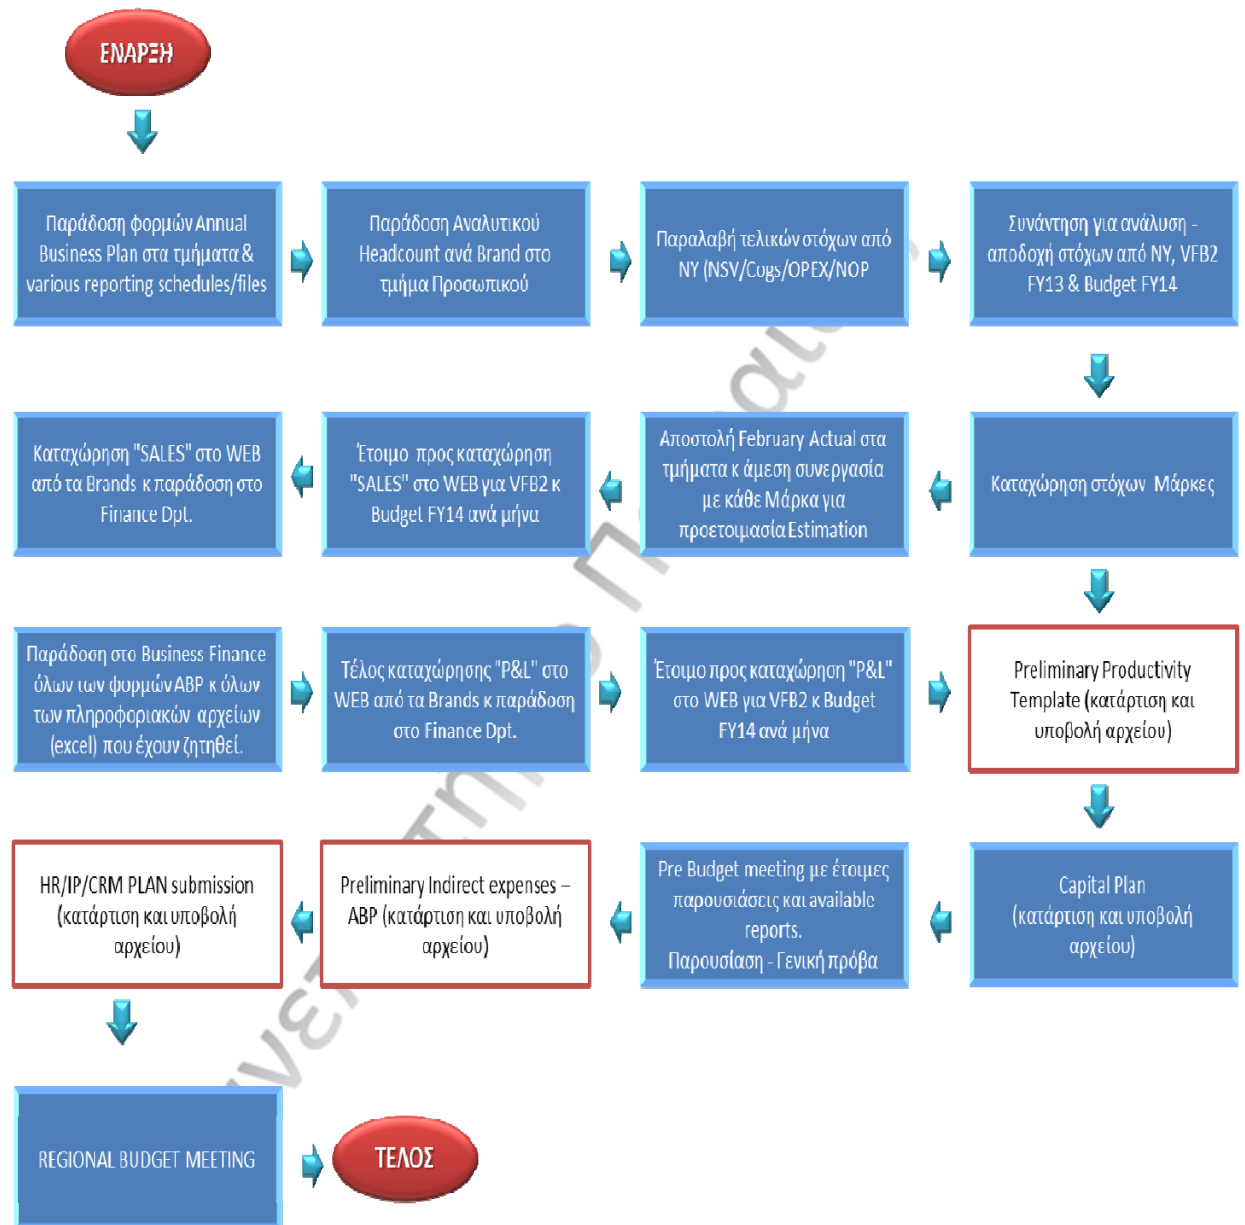 ΕΝΑΡΞΗ
Παράδοση φορμών Annual
Business Plan στα τμήματα &
various reporting schedules/files
Παράδοση Αναλυτικού
Headcount ανά Brand στο
τμήμα Προσωπικού
Παραλαβή τελικών στόχων από
NY (NSV/Cogs/OPEX/NOP
Συνάντηση για ανάλυση -
αποδοχή στόχων από NY, VFB2
FY13 & Budget FY14
Καταχώρηση "SALES" στο WEB
από τα Brands κ παράδοση στο
Finance Dpt.
Έτοιμο προς καταχώρηση
"SALES" στο WEB για VFB2 κ
Budget FY14 ανά μήνα
Αποστολή February Actual στα
τμήματα κ άμεση συνεργασία
με κάθε Μάρκα για
προετοιμασία Estimation
Καταχώρηση στόχων Μάρκες
Παράδοση στο Business Finance
όλων των φορμών ABP κ όλων
των πληροφοριακών αρχείων
(excel) που έχουν ζητηθεί.
Τέλος καταχώρησης "P&L" στο
WEB από τα Brands κ παράδοση
στο Finance Dpt.
Έτοιμο προς καταχώρηση "P&L"
στο WEB για VFB2 κ Budget
FY14 ανά μήνα
Preliminary Productivity
Template (κατάρτιση και
υποβολή αρχείου)
HR/IP/CRM PLAN submission
(κατάρτιση και υποβολή
αρχείου)
Preliminary Indirect expenses –
ABP (κατάρτιση και υποβολή
αρχείου)
Pre Budget meeting με έτοιμες
παρουσιάσεις και available
reports.
Παρουσίαση - Γενική πρόβα
Capital Plan
(κατάρτιση και υποβολή
αρχείου)
REGIONAL BUDGET MEETING
ΤΕΛΟΣ